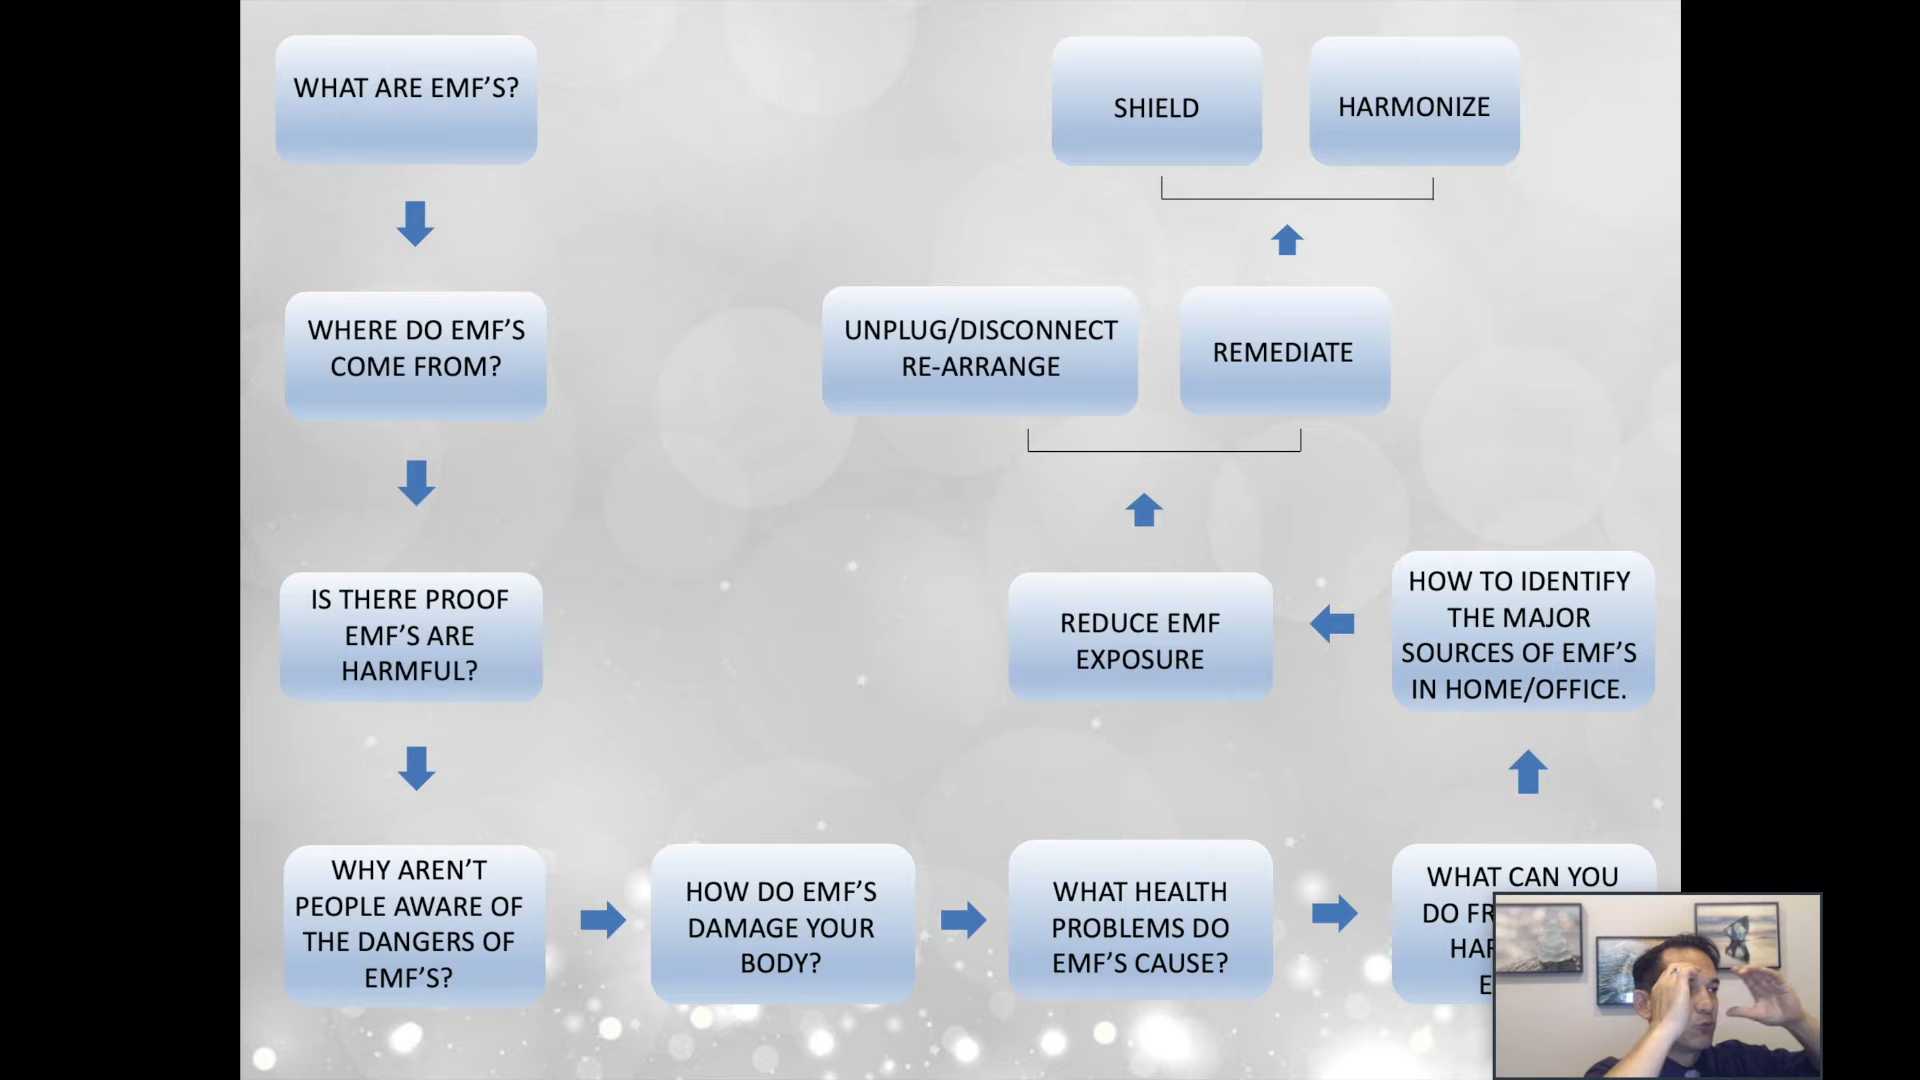 WHAT ARE EMF'S?
WHERE DO EMF'S
COME FROM?
IS THERE PROOF
EMF'S ARE
HARMFUL?
WHY AREN'T
PEOPLE AWARE OF
THE DANGERS OF
EMF'S?
HOW DO EMF'S
DAMAGE YOUR
BODY?
WHAT HEALTH
PROBLEMS DO
EMF'S CAUSE?
WHAT CAN YOU
DO
HOW TO IDENTIFY
THE MAJOR
SOURCES OF EMF'S
IN HOME/OFFICE.
REDUCE EMF
EXPOSURE
UNPLUG/DISCONNECT
RE-ARRANGE
REMEDIATE
SHIELD
HARMONIZE